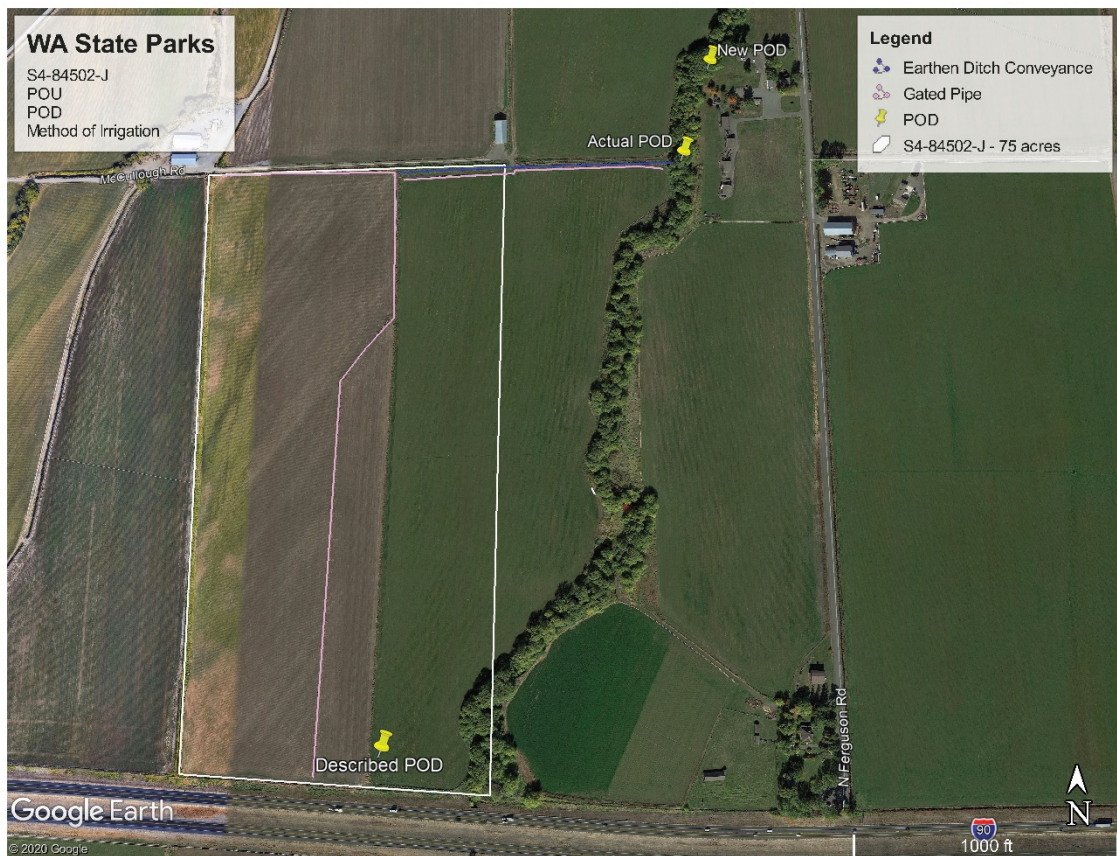 WA State Parks
S4-84502-J
POU
POD
Method of Irrigation
Legend
Earthen Ditch Conveyance
Gated Pipe
POD
S4-84502-J - 75 acres
New POD
Actual POD
McCullough Rd
Described POD
N Ferguson Rd
Google Earth
© 2020 Google
N
90
1000 ft